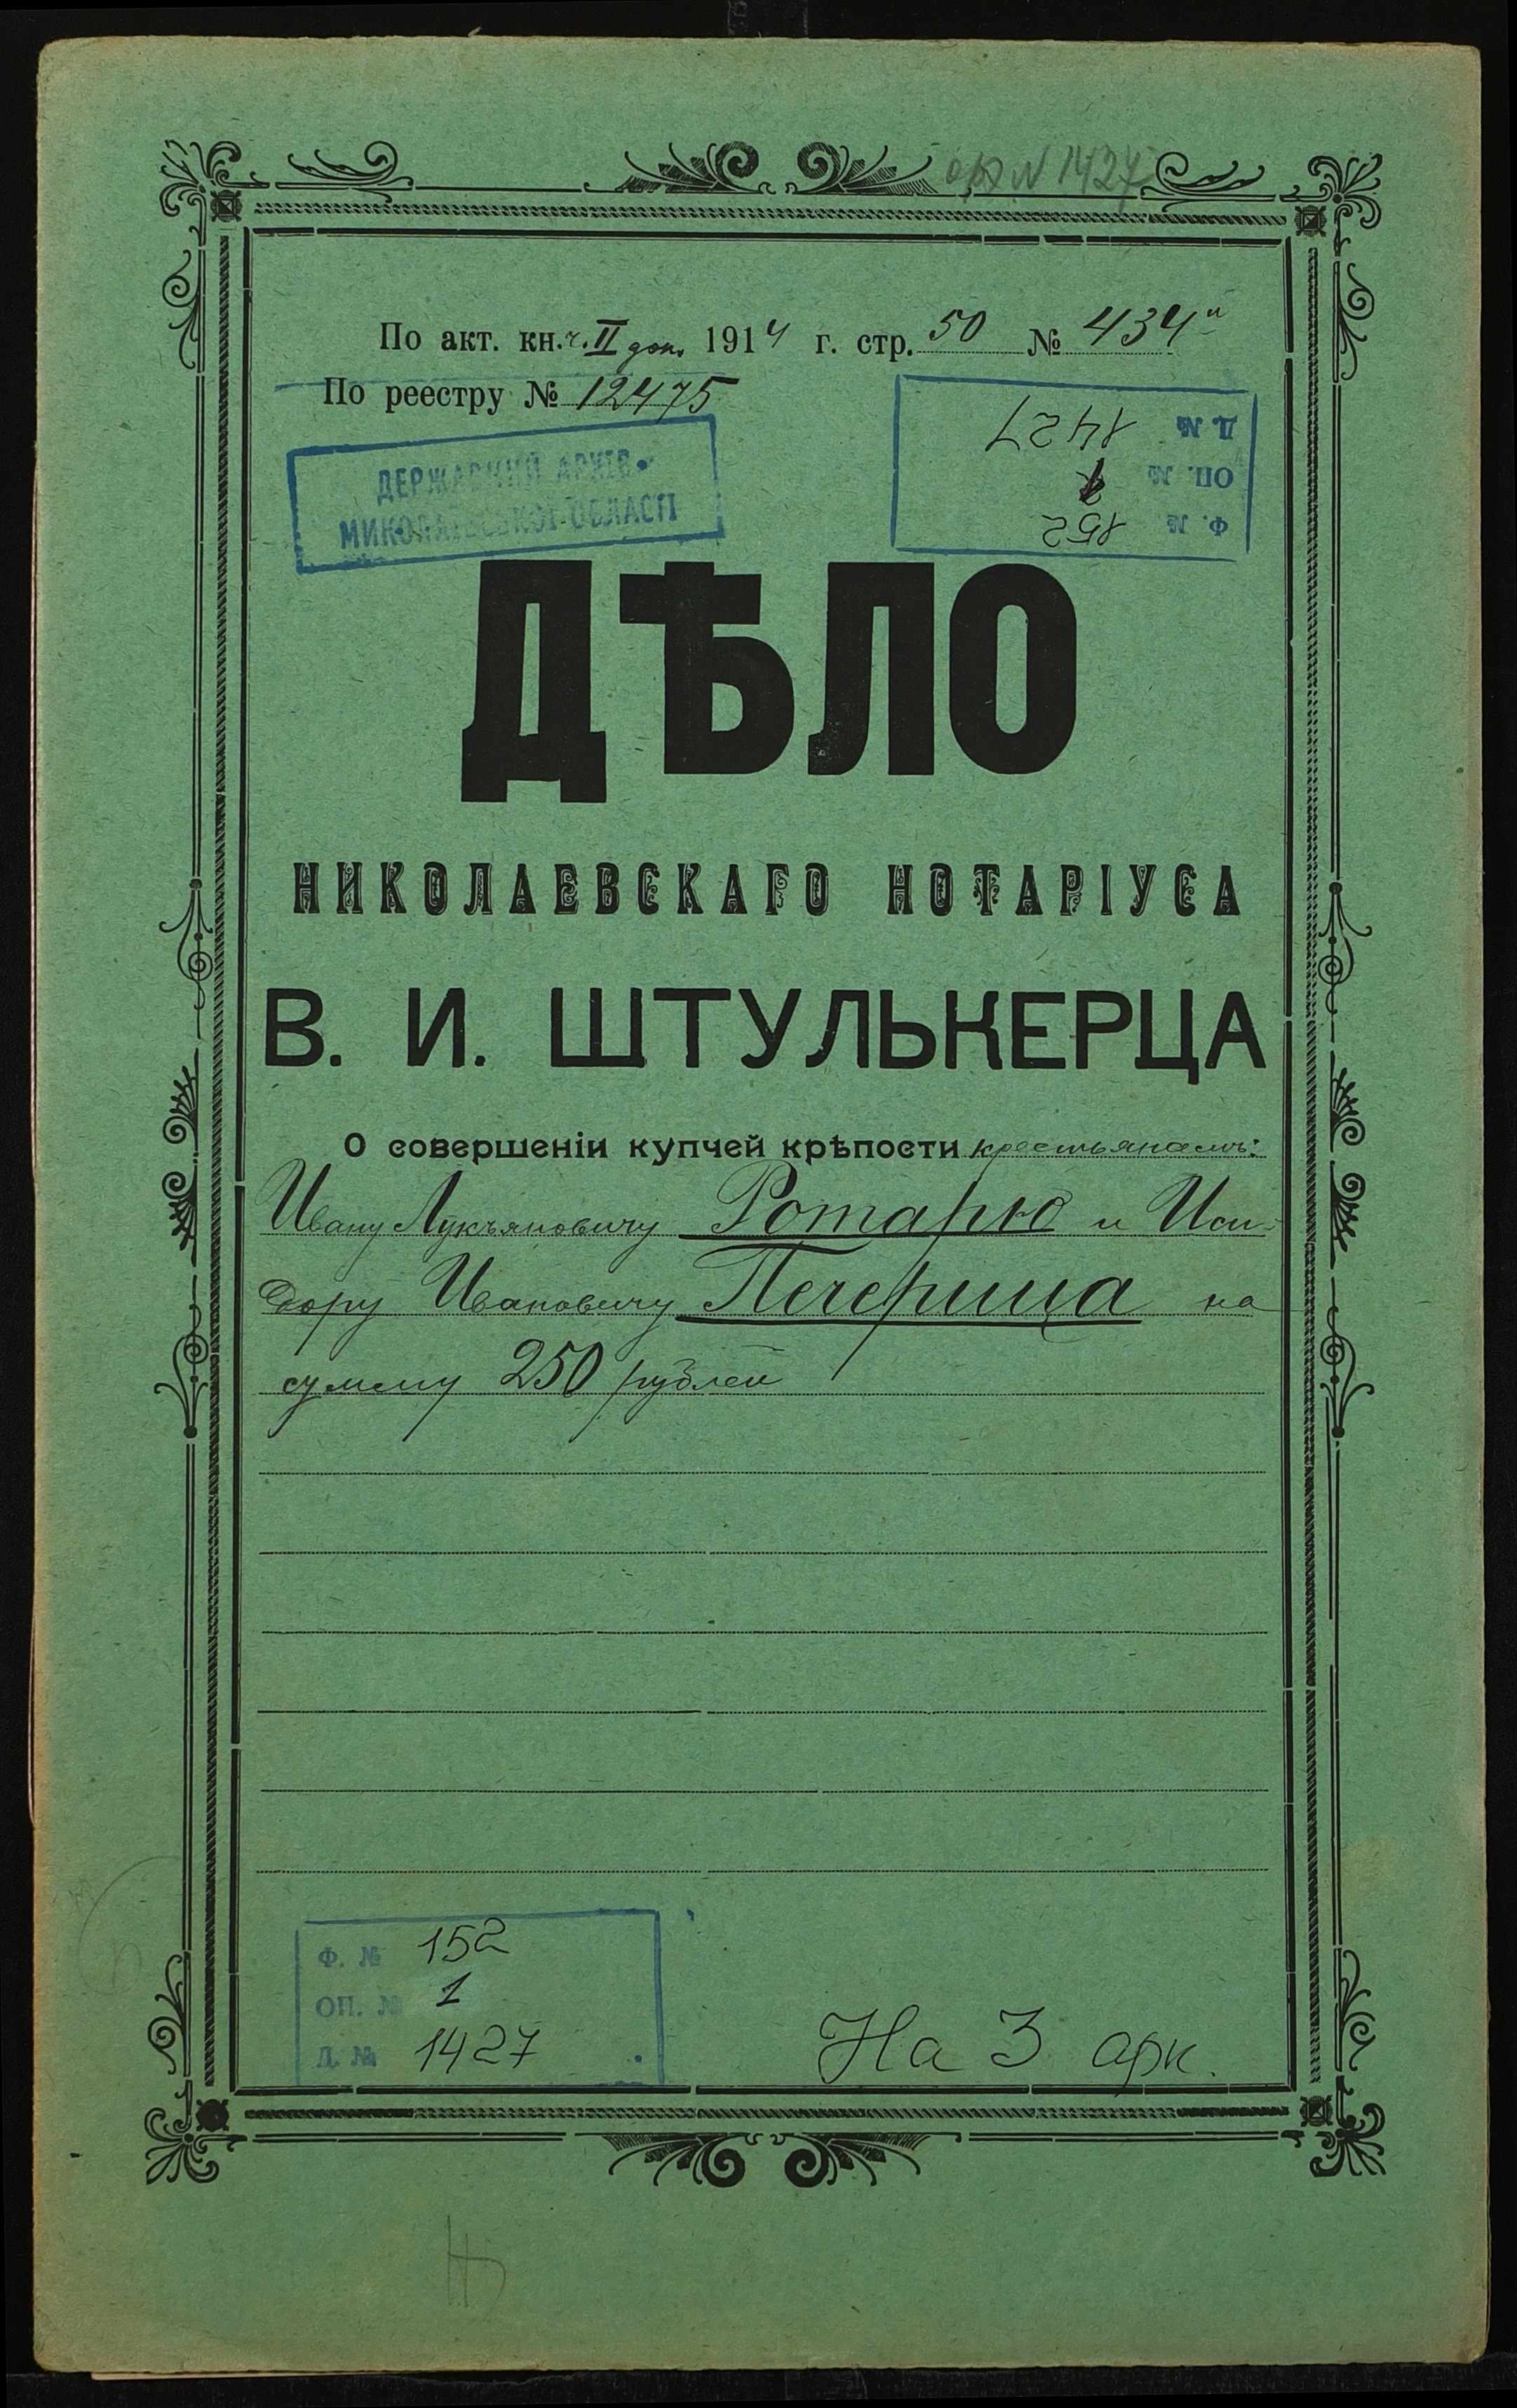 № 1427
По акт. кн. ч. II доп. 1914 г. стр. 50 № 434
По реестру № 12475
ДЕРЖАВНИЙ АРХІВ
МИКОЛАЇВСЬКОЇ ОБЛАСТІ
Ф. № 152
ОП. № 1
Д. № 1427
ДѢЛО
НИКОЛАЕВСКАГО НОТАРІУСА
В. И. ШТУЛЬКЕРЦА
О совершеніи купчей крѣпости крестьянамъ:
Ивану Лукьяновичу Ротарю и Иси-
дору Ивановичу Печерица на
сумму 250 рублей
Ф. № 152
ОП. № 1
Д. № 1427
На 3 арк.